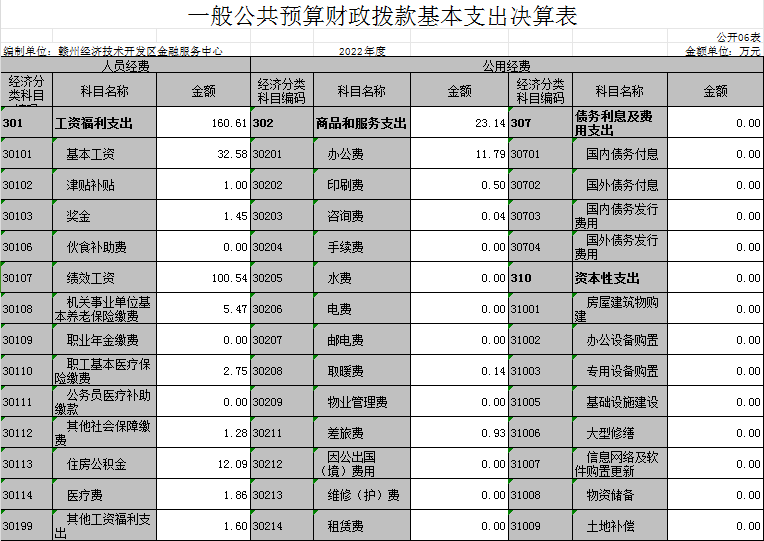 一般公共预算财政拨款基本支出决算表
公开06表
编制单位：赣州经济技术开发区金融服务中心 2022年度 金额单位：万元
人员经费 公用经费
经济分类科目 科目名称 金额 经济分类科目编码 科目名称 金额 经济分类科目编码 科目名称 金额
301 工资福利支出 160.61 302 商品和服务支出 23.14 307 债务利息及费用支出 0.00
30101 基本工资 32.58 30201 办公费 11.79 30701 国内债务付息 0.00
30102 津贴补贴 1.00 30202 印刷费 0.50 30702 国外债务付息 0.00
30103 奖金 1.45 30203 咨询费 0.04 30703 国内债务发行费用 0.00
30106 伙食补助费 0.00 30204 手续费 0.00 30704 国外债务发行费用 0.00
30107 绩效工资 100.54 30205 水费 0.00 310 资本性支出 0.00
30108 机关事业单位基本养老保险缴费 5.47 30206 电费 0.00 31001 房屋建筑物购建 0.00
30109 职业年金缴费 0.00 30207 邮电费 0.00 31002 办公设备购置 0.00
30110 职工基本医疗保险缴费 2.75 30208 取暖费 0.14 31003 专用设备购置 0.00
30111 公务员医疗补助缴款 0.00 30209 物业管理费 0.00 31005 基础设施建设 0.00
30112 其他社会保障缴费 1.28 30211 差旅费 0.93 31006 大型修缮 0.00
30113 住房公积金 12.09 30212 因公出国（境）费用 0.00 31007 信息网络及软件购置更新 0.00
30114 医疗费 1.86 30213 维修（护）费 0.00 31008 物资储备 0.00
30199 其他工资福利支出 1.60 30214 租赁费 0.00 31009 土地补偿 0.00